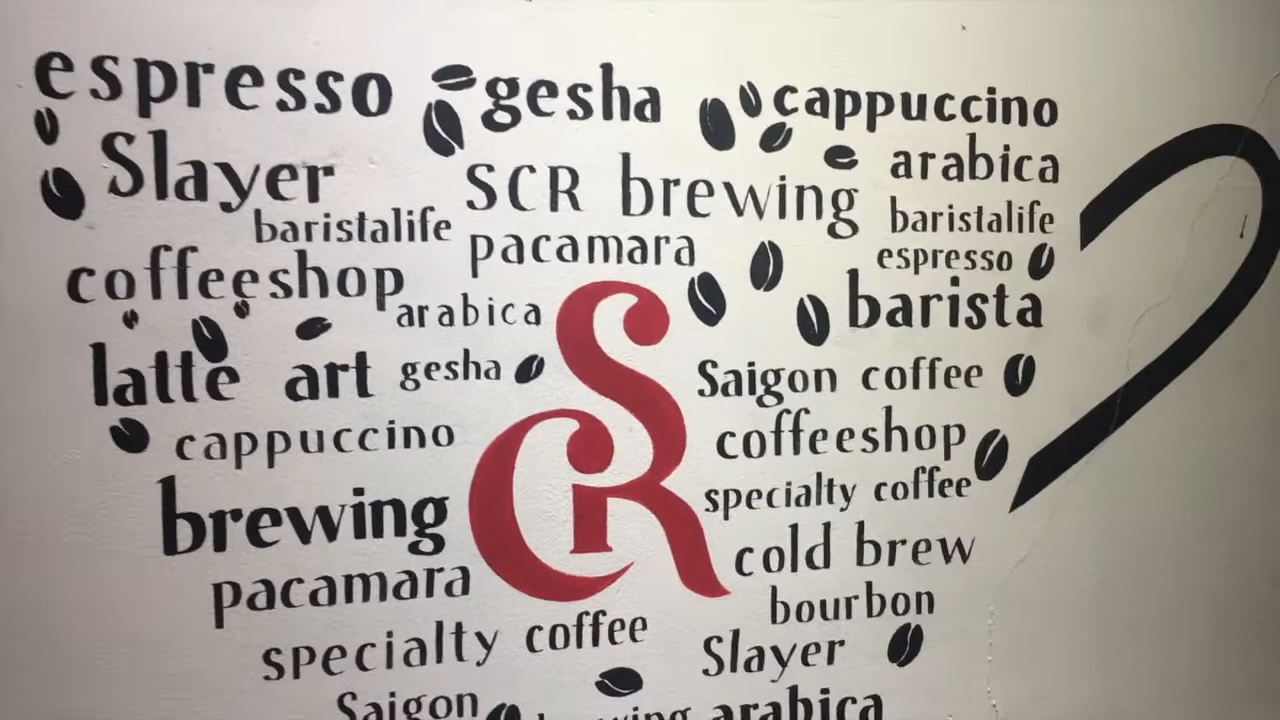 espresso gesha cappuccino
Slayer SCR brewing arabica
baristalife pacamara baristalife
coffeeshop espresso
arabica barista
latte art gesha Saigon coffee
cappuccino coffeeshop
SCR
brewing specialty coffee
pacamara cold brew
specialty coffee bourbon
Slayer
Saigon brewing arabica